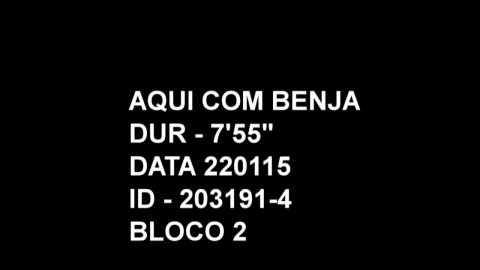 AQUI COM BENJA
DUR - 7'55"
DATA 220115
ID - 203191-4
BLOCO 2